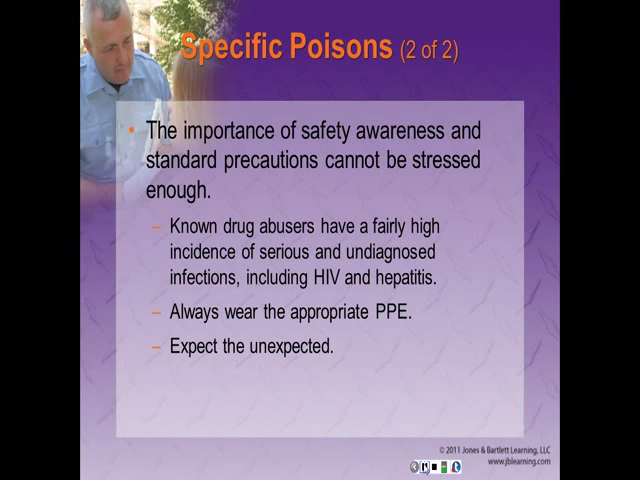 Specific Poisons (2 of 2)
• The importance of safety awareness and
standard precautions cannot be stressed
enough.
– Known drug abusers have a fairly high
incidence of serious and undiagnosed
infections, including HIV and hepatitis.
– Always wear the appropriate PPE.
– Expect the unexpected.
© 2011 Jones & Bartlett Learning, LLC
www.jblearning.com